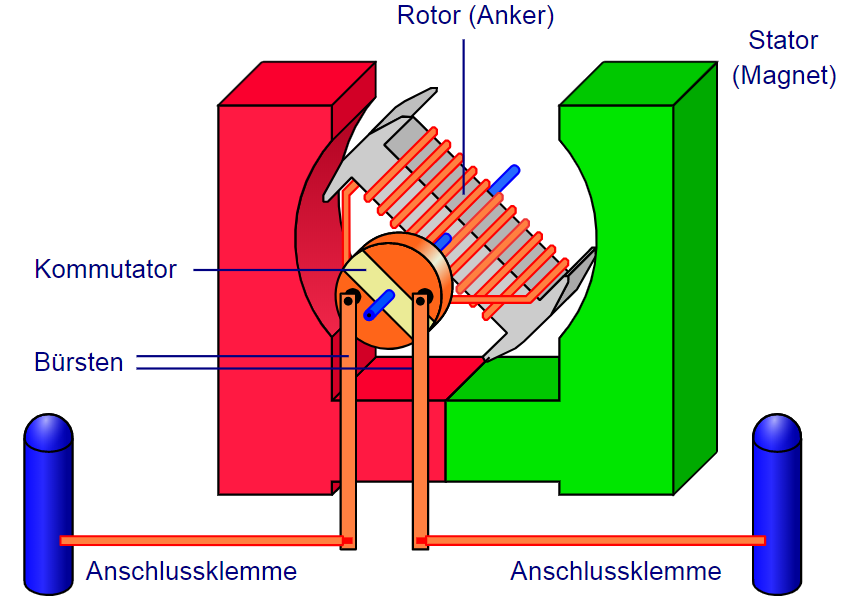 Rotor (Anker)
Stator
(Magnet)
Kommutator
Bürsten
Anschlussklemme
Anschlussklemme